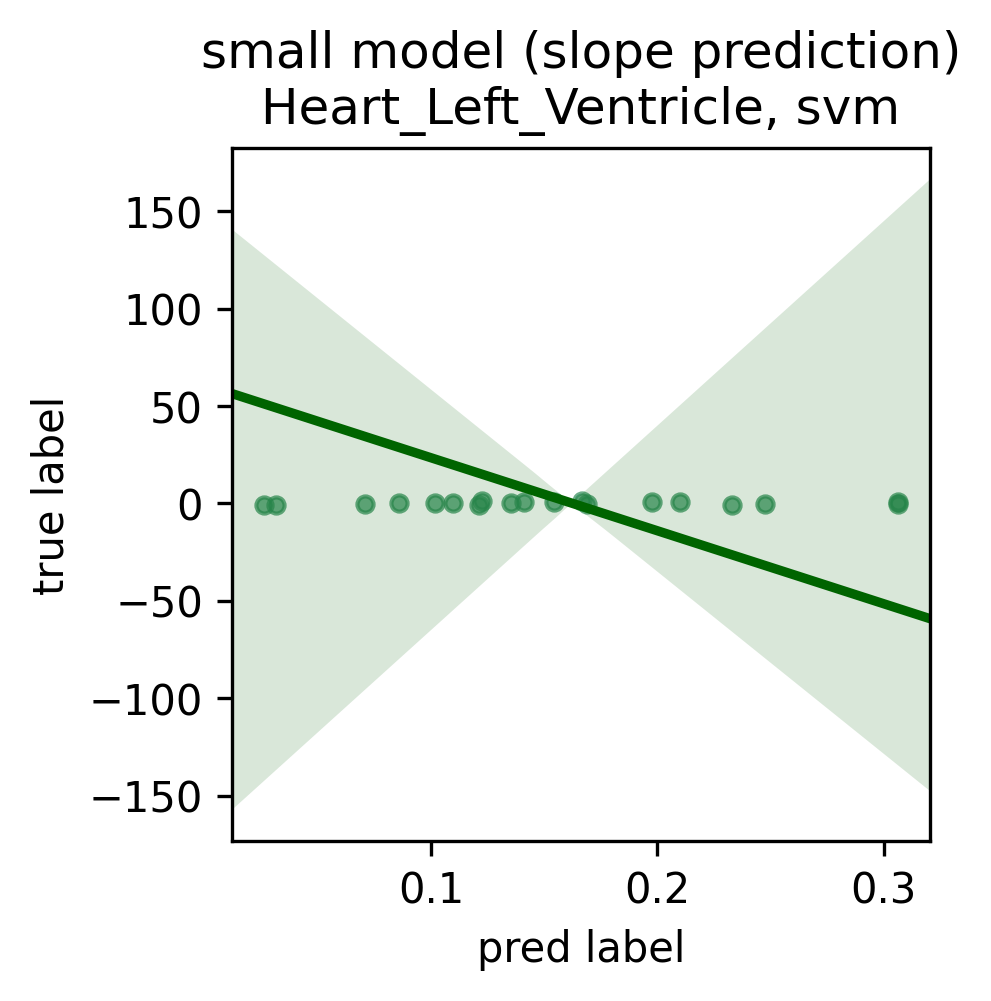 small model (slope prediction)
Heart_Left_Ventricle, svm
150
100
50
0
−50
−100
−150
true label
0.1 0.2 0.3
pred label